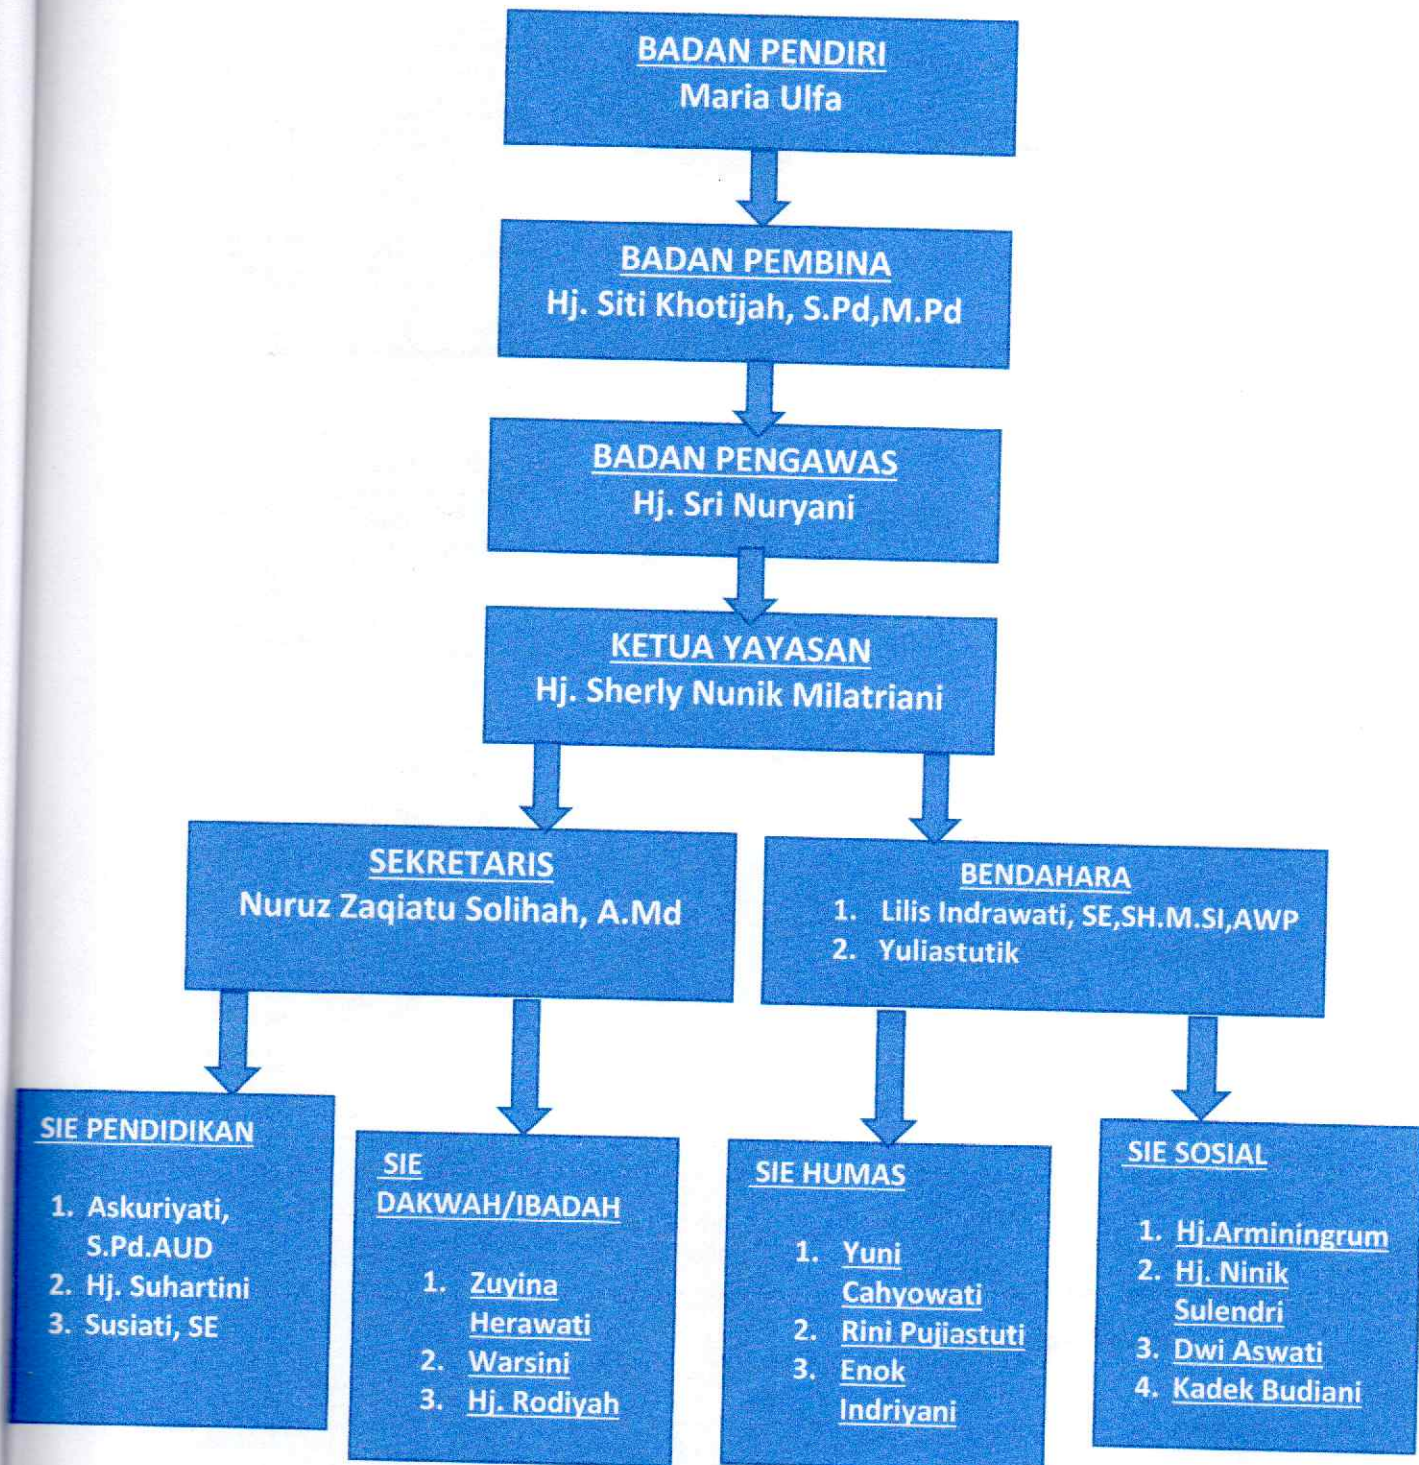 BADAN PENDIRI
Maria Ulfa
BADAN PEMBINA
Hj. Siti Khotijah, S.Pd,M.Pd
BADAN PENGAWAS
Hj. Sri Nuryani
KETUA YAYASAN
Hj. Sherly Nunik Milatriani
SEKRETARIS
Nuruz Zaqiatu Solihah, A.Md
BENDAHARA
1. Lilis Indrawati, SE,SH.M.SI,AWP
2. Yuliastutik
SIE PENDIDIKAN
1. Askuriyati,
S.Pd.AUD
2. Hj. Suhartini
3. Susiati, SE
SIE
DAKWAH/IBADAH
1. Zuyina
Herawati
2. Warsini
3. Hj. Rodiyah
SIE HUMAS
1. Yuni
Cahyowati
2. Rini Pujiastuti
3. Enok
Indriyani
SIE SOSIAL
1. Hj.Arminingrum
2. Hj. Ninik
Sulendri
3. Dwi Aswati
4. Kadek Budiani